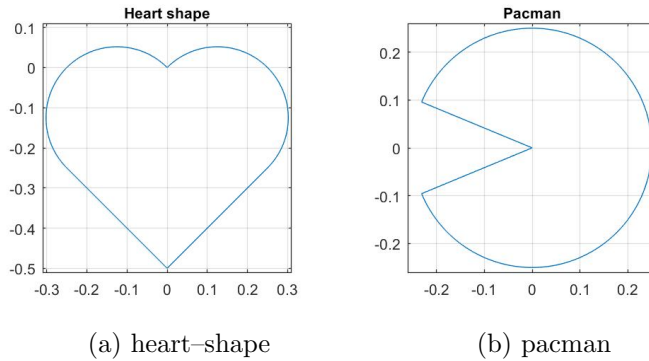 Heart shape
0.1
0
-0.1
-0.2
-0.3
-0.4
-0.5
-0.3 -0.2 -0.1 0 0.1 0.2 0.3
(a) heart–shape
Pacman
0.2
0.1
0
-0.1
-0.2
-0.2 -0.1 0 0.1 0.2
(b) pacman